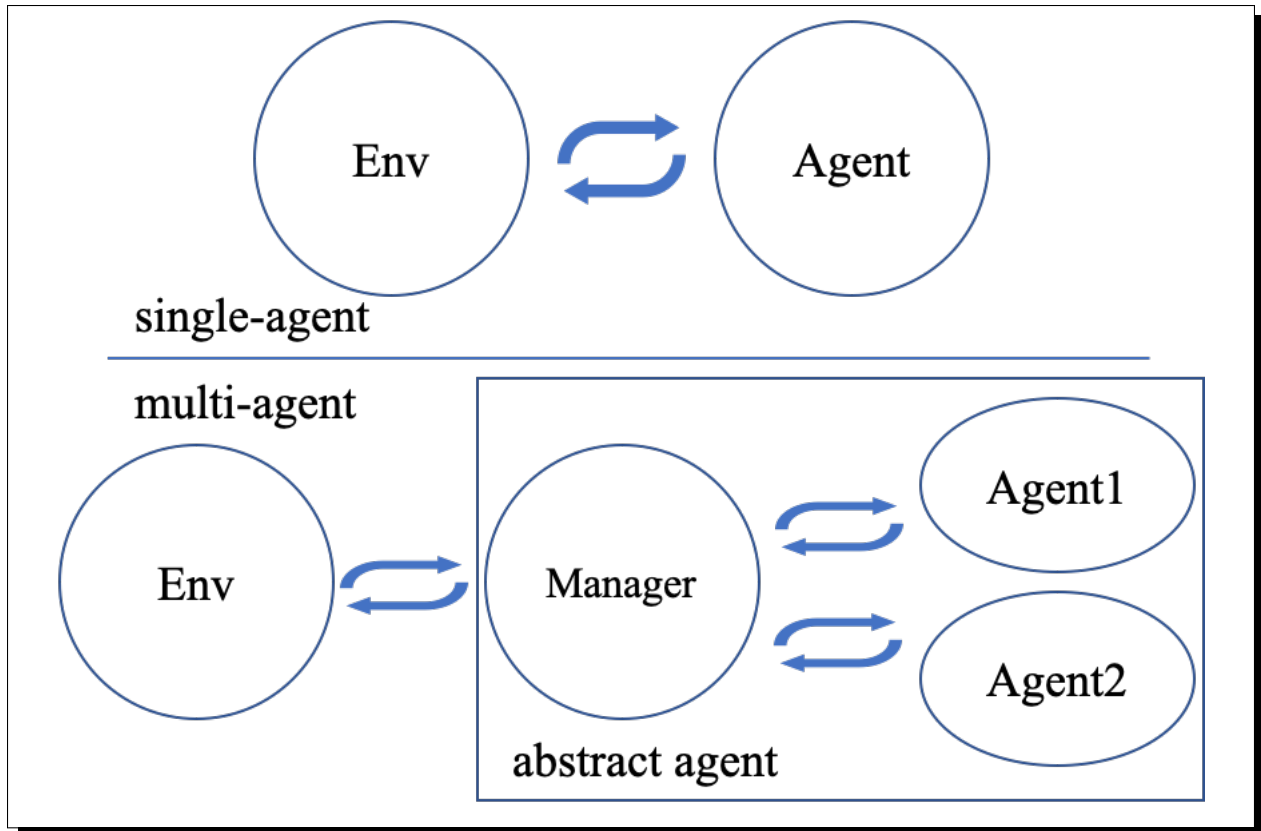 Env
Agent
single-agent
multi-agent
Env
Manager
Agent1
Agent2
abstract agent